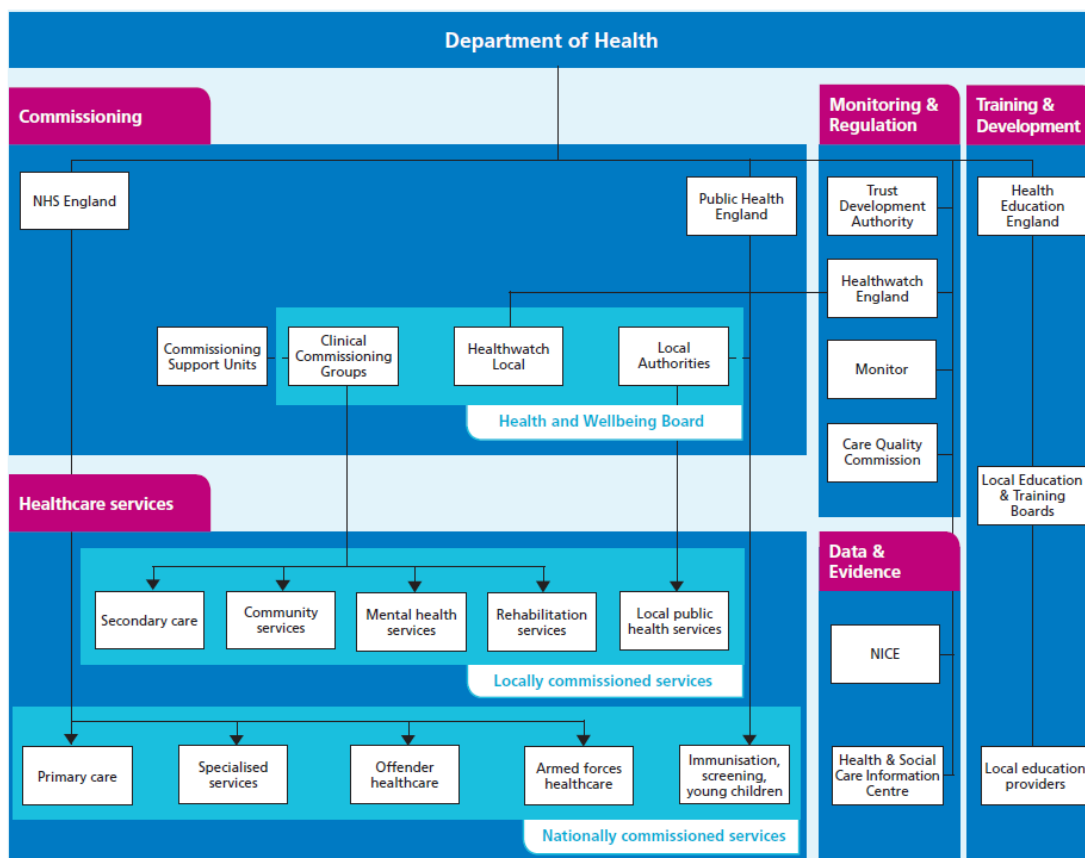 Department of Health
Commissioning
Monitoring &
Regulation
Training &
Development
NHS England
Public Health
England
Trust
Development
Authority
Health
Education
England
Healthwatch
England
Commissioning
Support Units
Clinical
Commissioning
Groups
Healthwatch
Local
Local
Authorities
Monitor
Health and Wellbeing Board
Care Quality
Commission
Healthcare services
Local Education
& Training
Boards
Data &
Evidence
Secondary care
Community
services
Mental health
services
Rehabilitation
services
Local public
health services
NICE
Locally commissioned services
Primary care
Specialised
services
Offender
healthcare
Armed forces
healthcare
Immunisation,
screening,
young children
Health & Social
Care Information
Centre
Local education
providers
Nationally commissioned services